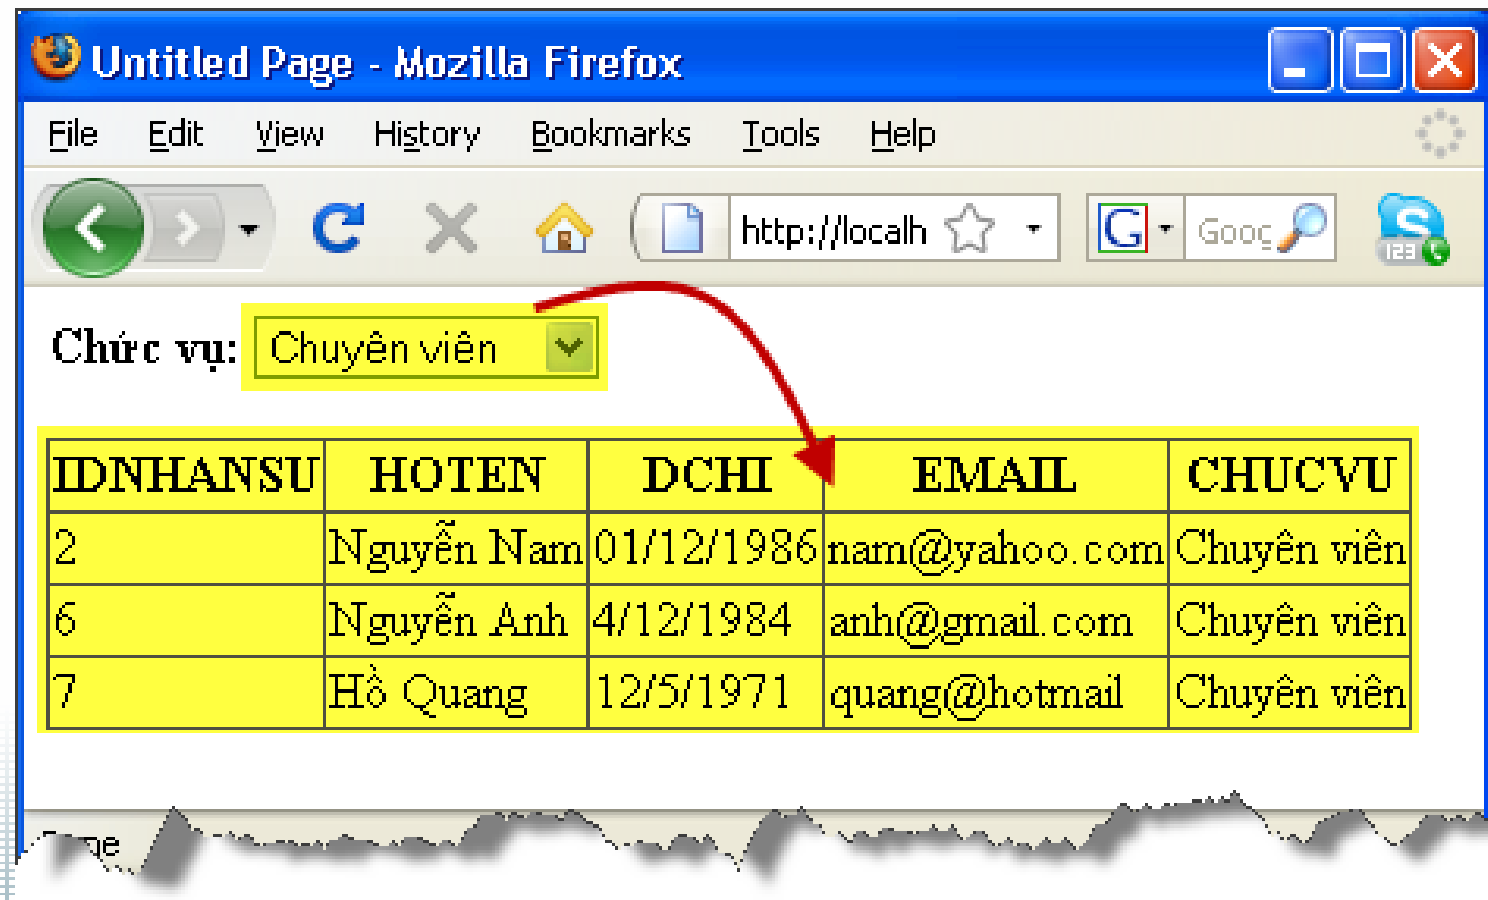 Untitled Page - Mozilla Firefox
File Edit View History Bookmarks Tools Help
http://localh G Goog S 123
Chức vụ: Chuyên viên
IDNHANSU HOTEN DCHI EMAIL CHUCVU
2 Nguyễn Nam 01/12/1986 nam@yahoo.com Chuyên viên
6 Nguyễn Anh 4/12/1984 anh@gmail.com Chuyên viên
7 Hồ Quang 12/5/1971 quang@hotmail Chuyên viên